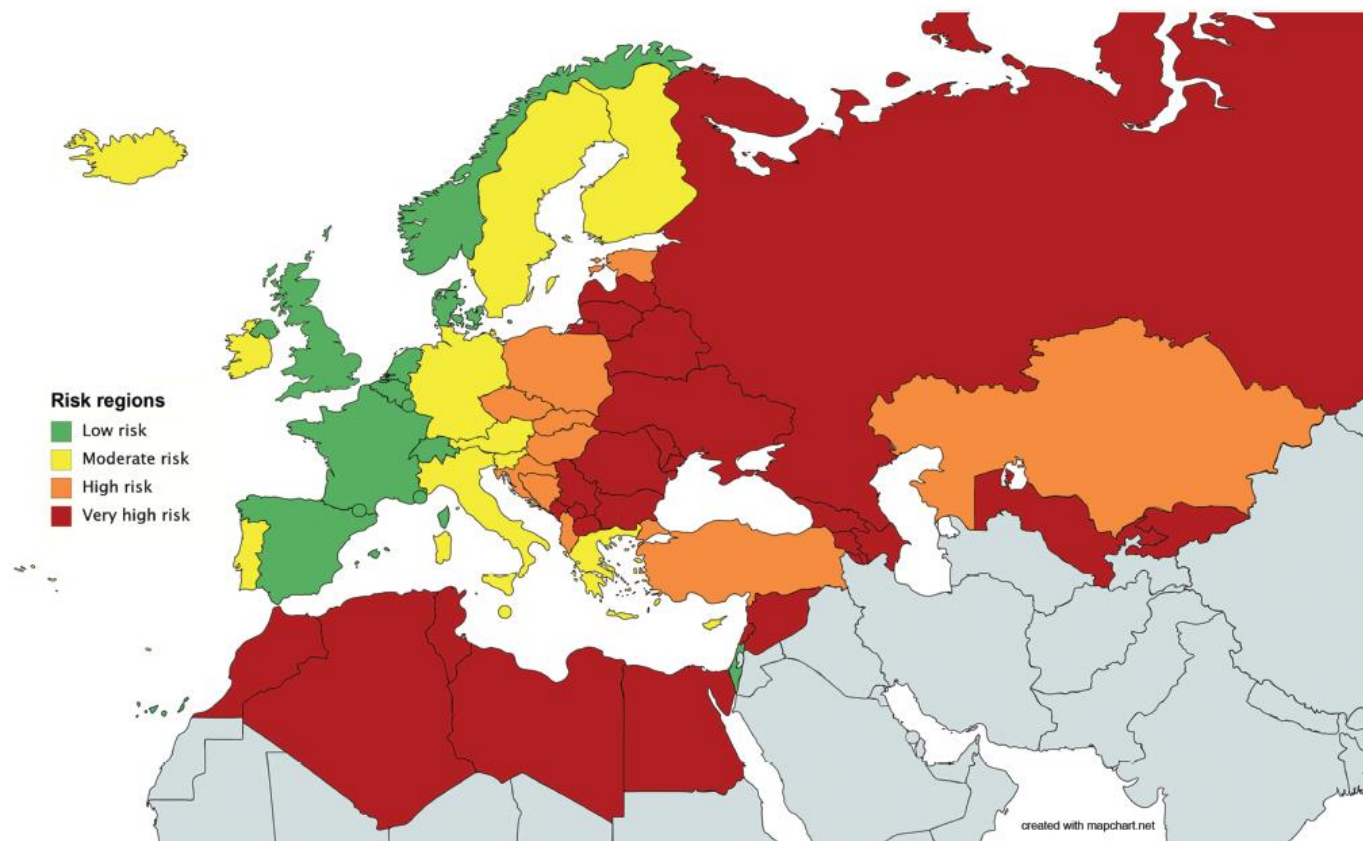 Risk regions
Low risk
Moderate risk
High risk
Very high risk
created with mapchart.net